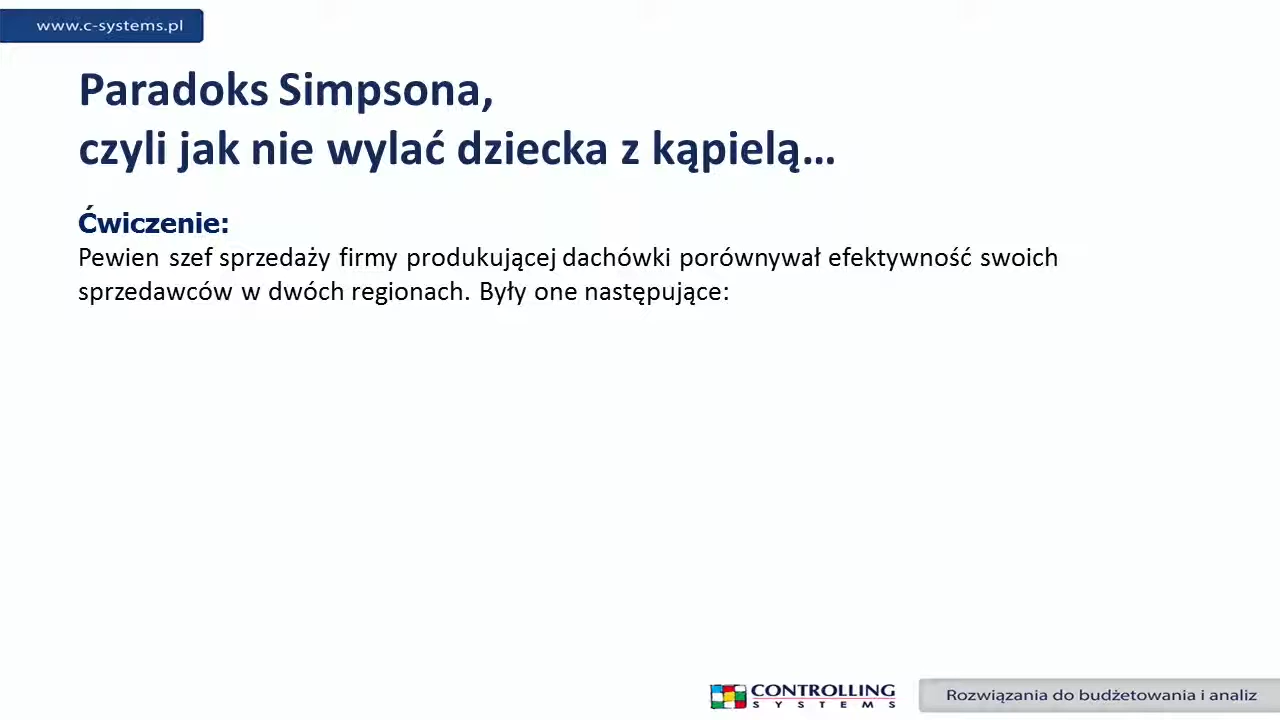 www.c-systems.pl
Paradoks Simpsona,
czyli jak nie wylać dziecka z kąpielą...
Ćwiczenie:
Pewien szef sprzedaży firmy produkującej dachówki porównywał efektywność swoich
sprzedawców w dwóch regionach. Były one następujące:
CONTROLLING
SYSTEMS
Rozwiązania do budżetowania i analiz